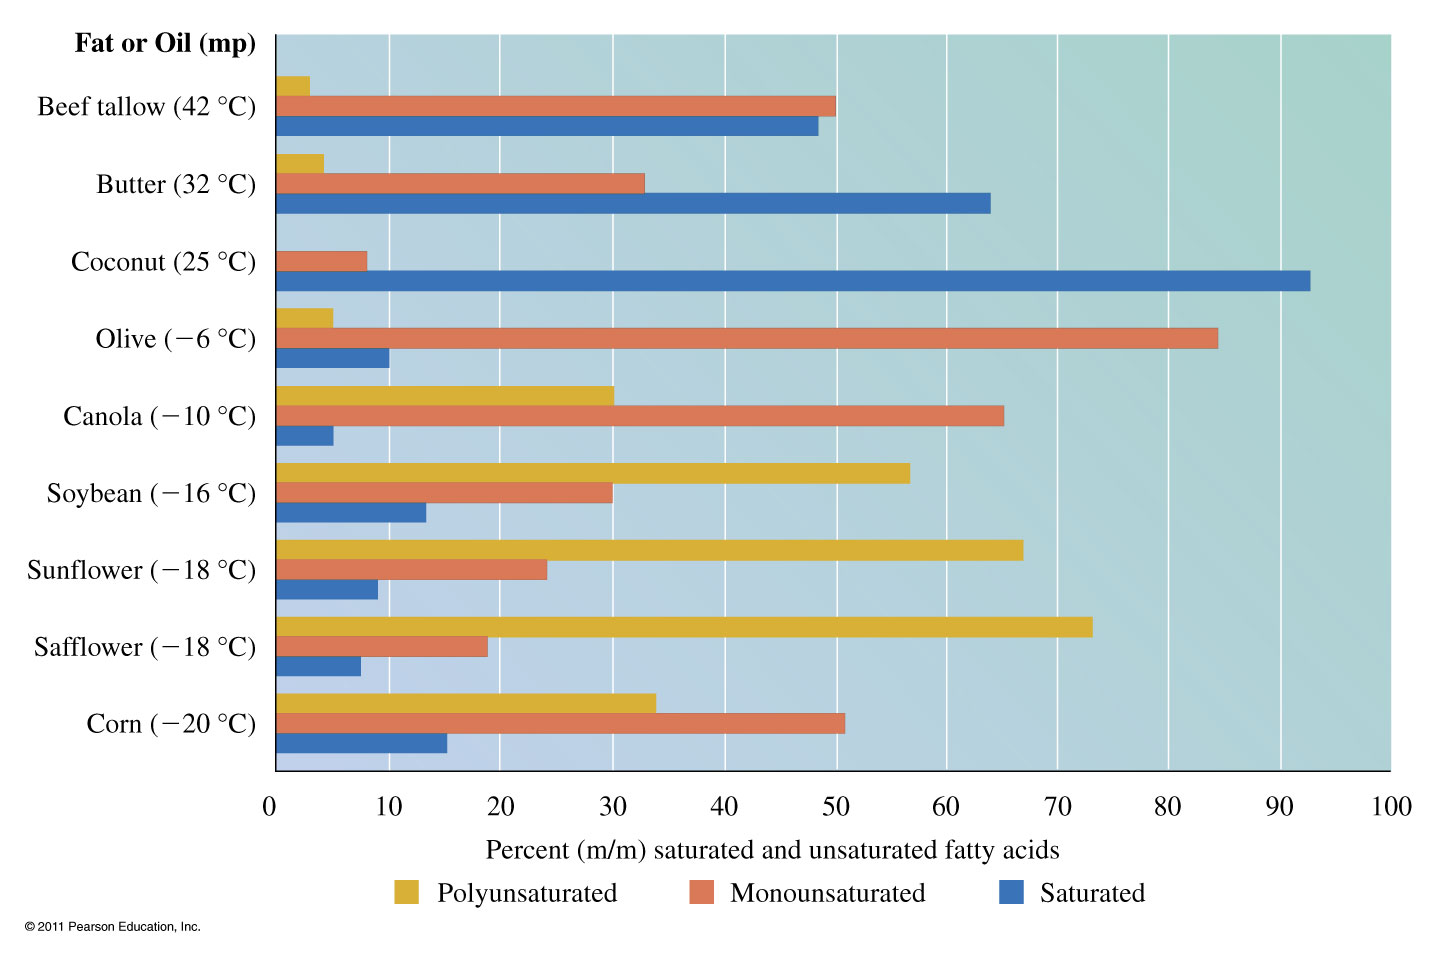 Fat or Oil (mp)
Beef tallow (42 °C)
Butter (32 °C)
Coconut (25 °C)
Olive (−6 °C)
Canola (−10 °C)
Soybean (−16 °C)
Sunflower (−18 °C)
Safflower (−18 °C)
Corn (−20 °C)
0 10 20 30 40 50 60 70 80 90 100
Percent (m/m) saturated and unsaturated fatty acids
Polyunsaturated Monounsaturated Saturated
© 2011 Pearson Education, Inc.